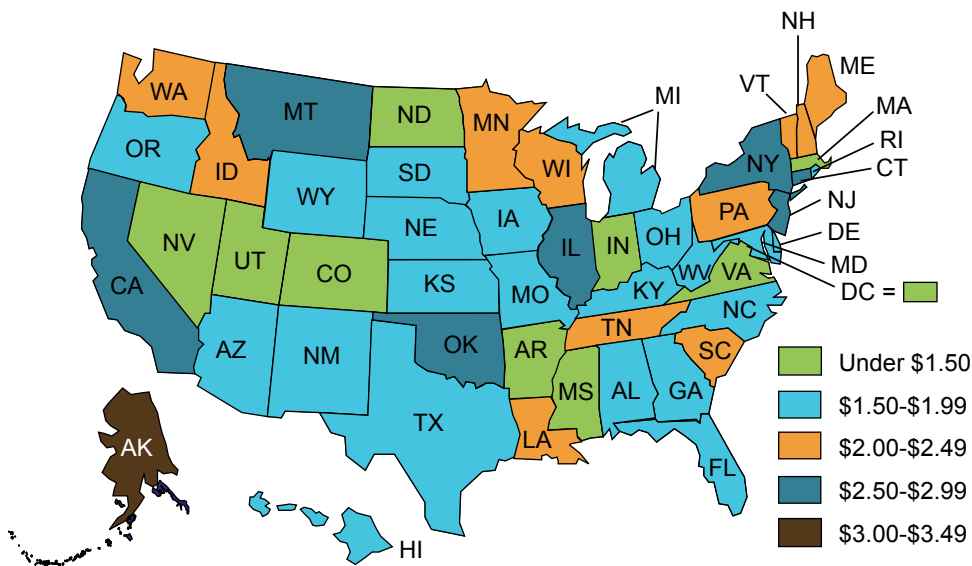 NH
VT
ME
WA
MT
ND
MN
MI
MA
RI
CT
OR
ID
WI
NY
SD
WY
PA
NJ
IA
NE
OH
DE
NV
IL
IN
UT
CO
WV
VA
MD
CA
KS
MO
KY
DC =
NC
TN
AZ
NM
OK
AR
SC
MS
AL
GA
TX
LA
FL
AK
HI
Under $1.50
$1.50-$1.99
$2.00-$2.49
$2.50-$2.99
$3.00-$3.49